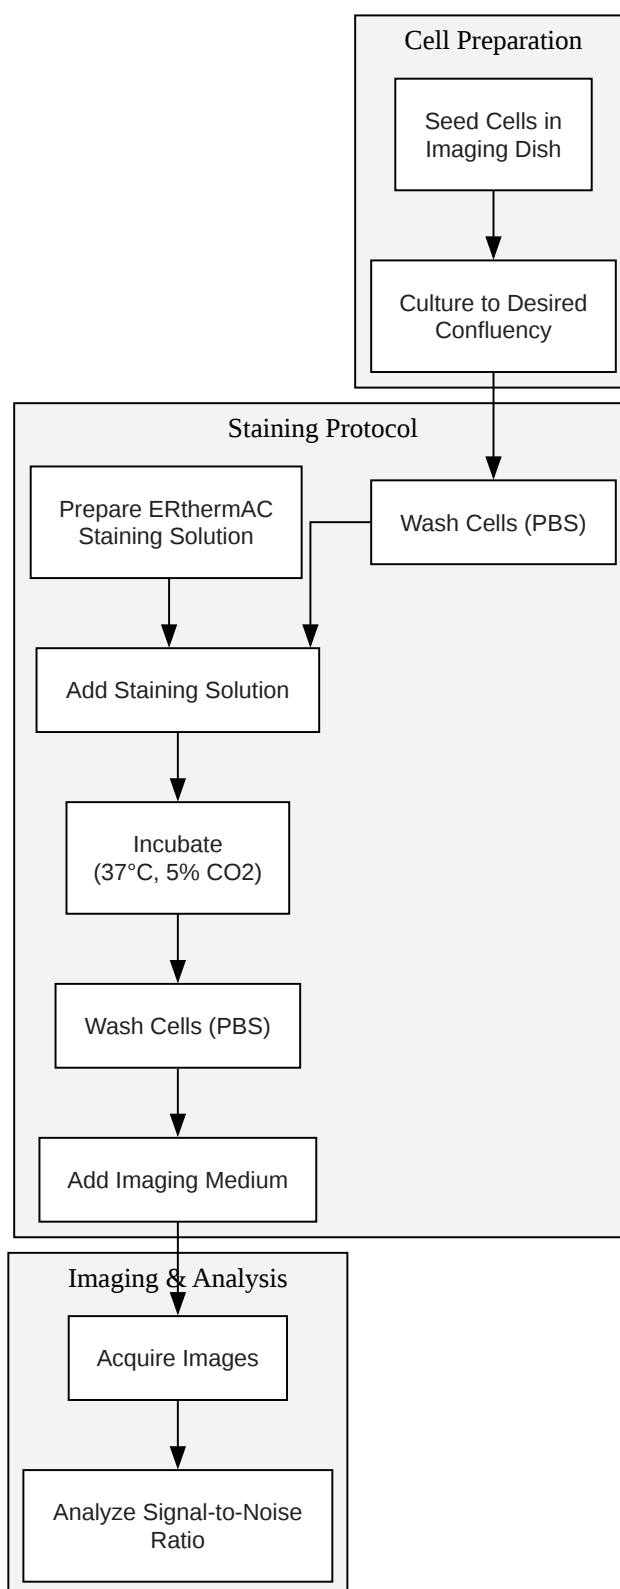 Cell Preparation
Seed Cells in
Imaging Dish
Culture to Desired
Confluency
Staining Protocol
Prepare ERthermAC
Staining Solution
Wash Cells (PBS)
Add Staining Solution
Incubate
(37°C, 5% CO2)
Wash Cells (PBS)
Add Imaging Medium
Imaging & Analysis
Acquire Images
Analyze Signal-to-Noise
Ratio